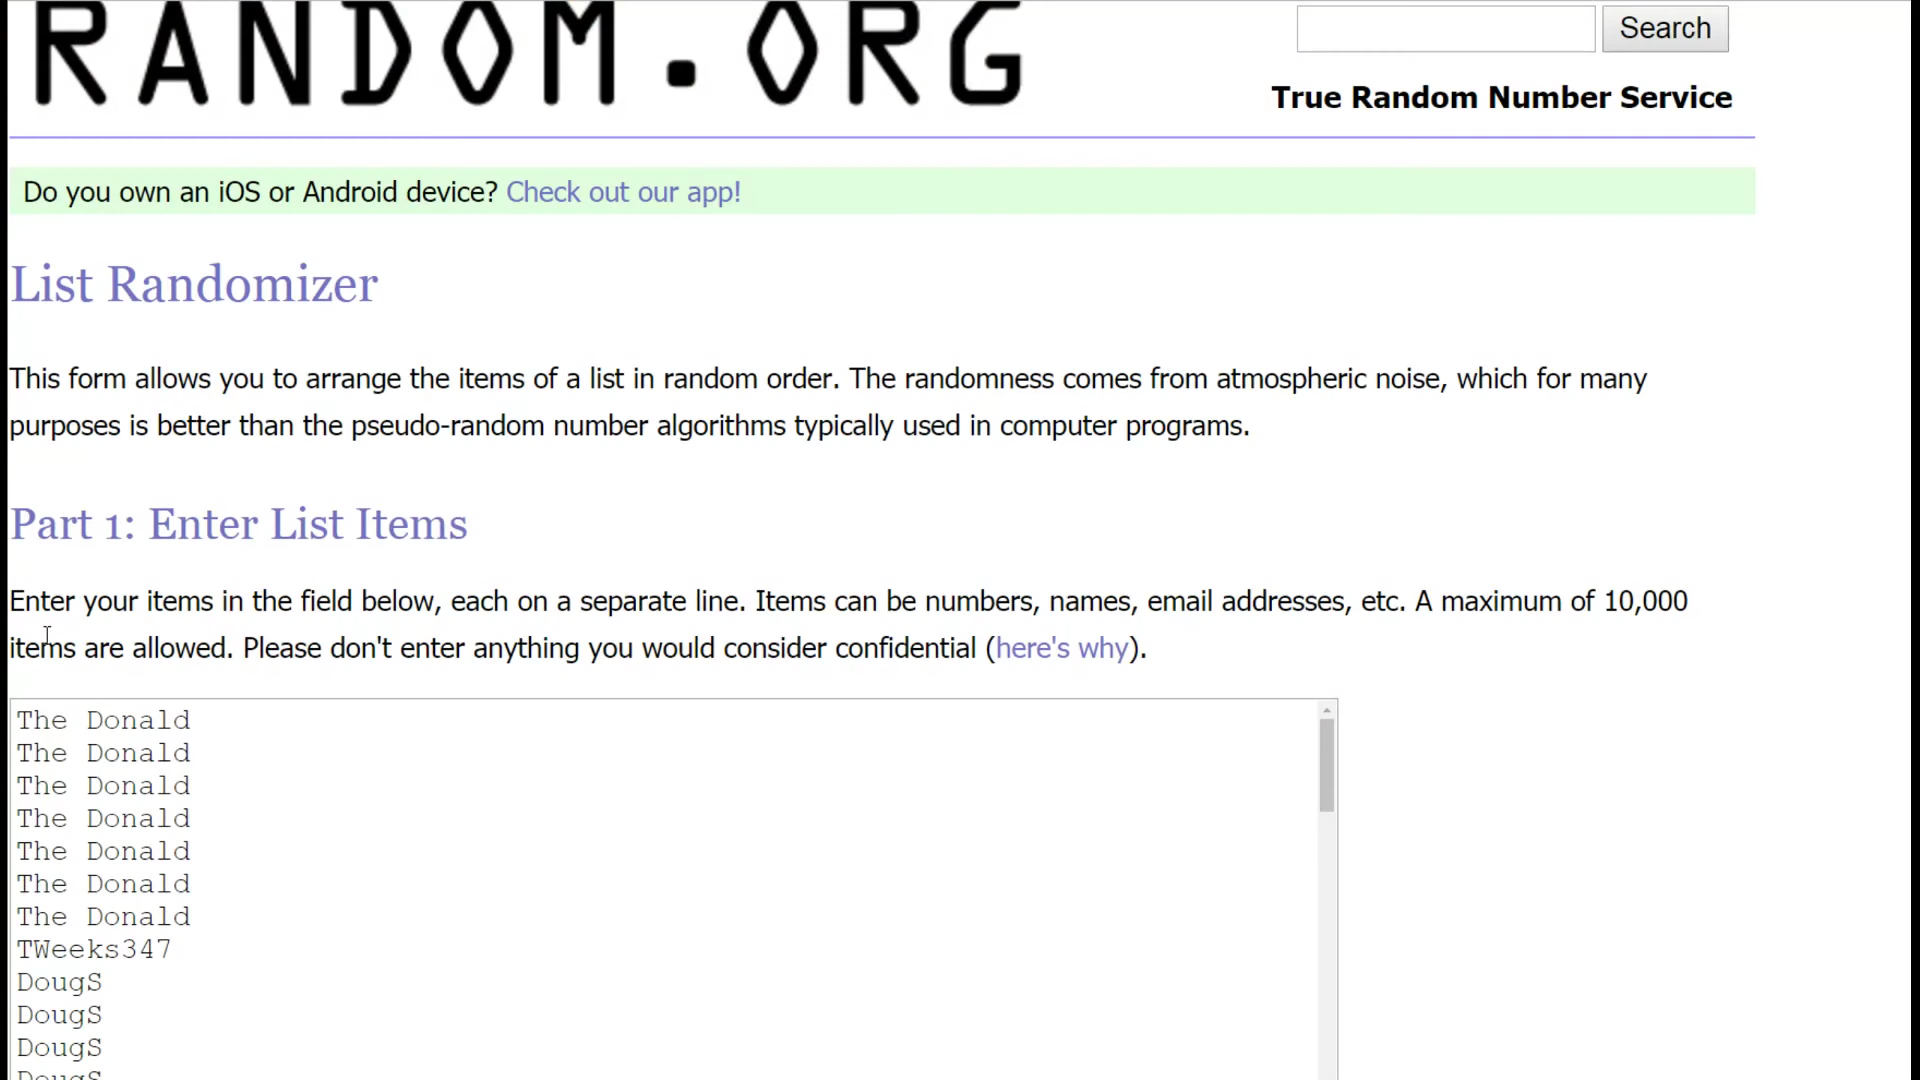 RANDOM.ORG
Search
True Random Number Service
Do you own an iOS or Android device? Check out our app!
List Randomizer
This form allows you to arrange the items of a list in random order. The randomness comes from atmospheric noise, which for many
purposes is better than the pseudo-random number algorithms typically used in computer programs.
Part 1: Enter List Items
Enter your items in the field below, each on a separate line. Items can be numbers, names, email addresses, etc. A maximum of 10,000
items are allowed. Please don't enter anything you would consider confidential (here's why).
The Donald
The Donald
The Donald
The Donald
The Donald
The Donald
The Donald
TWeeks347
DougS
DougS
DougS
DougS